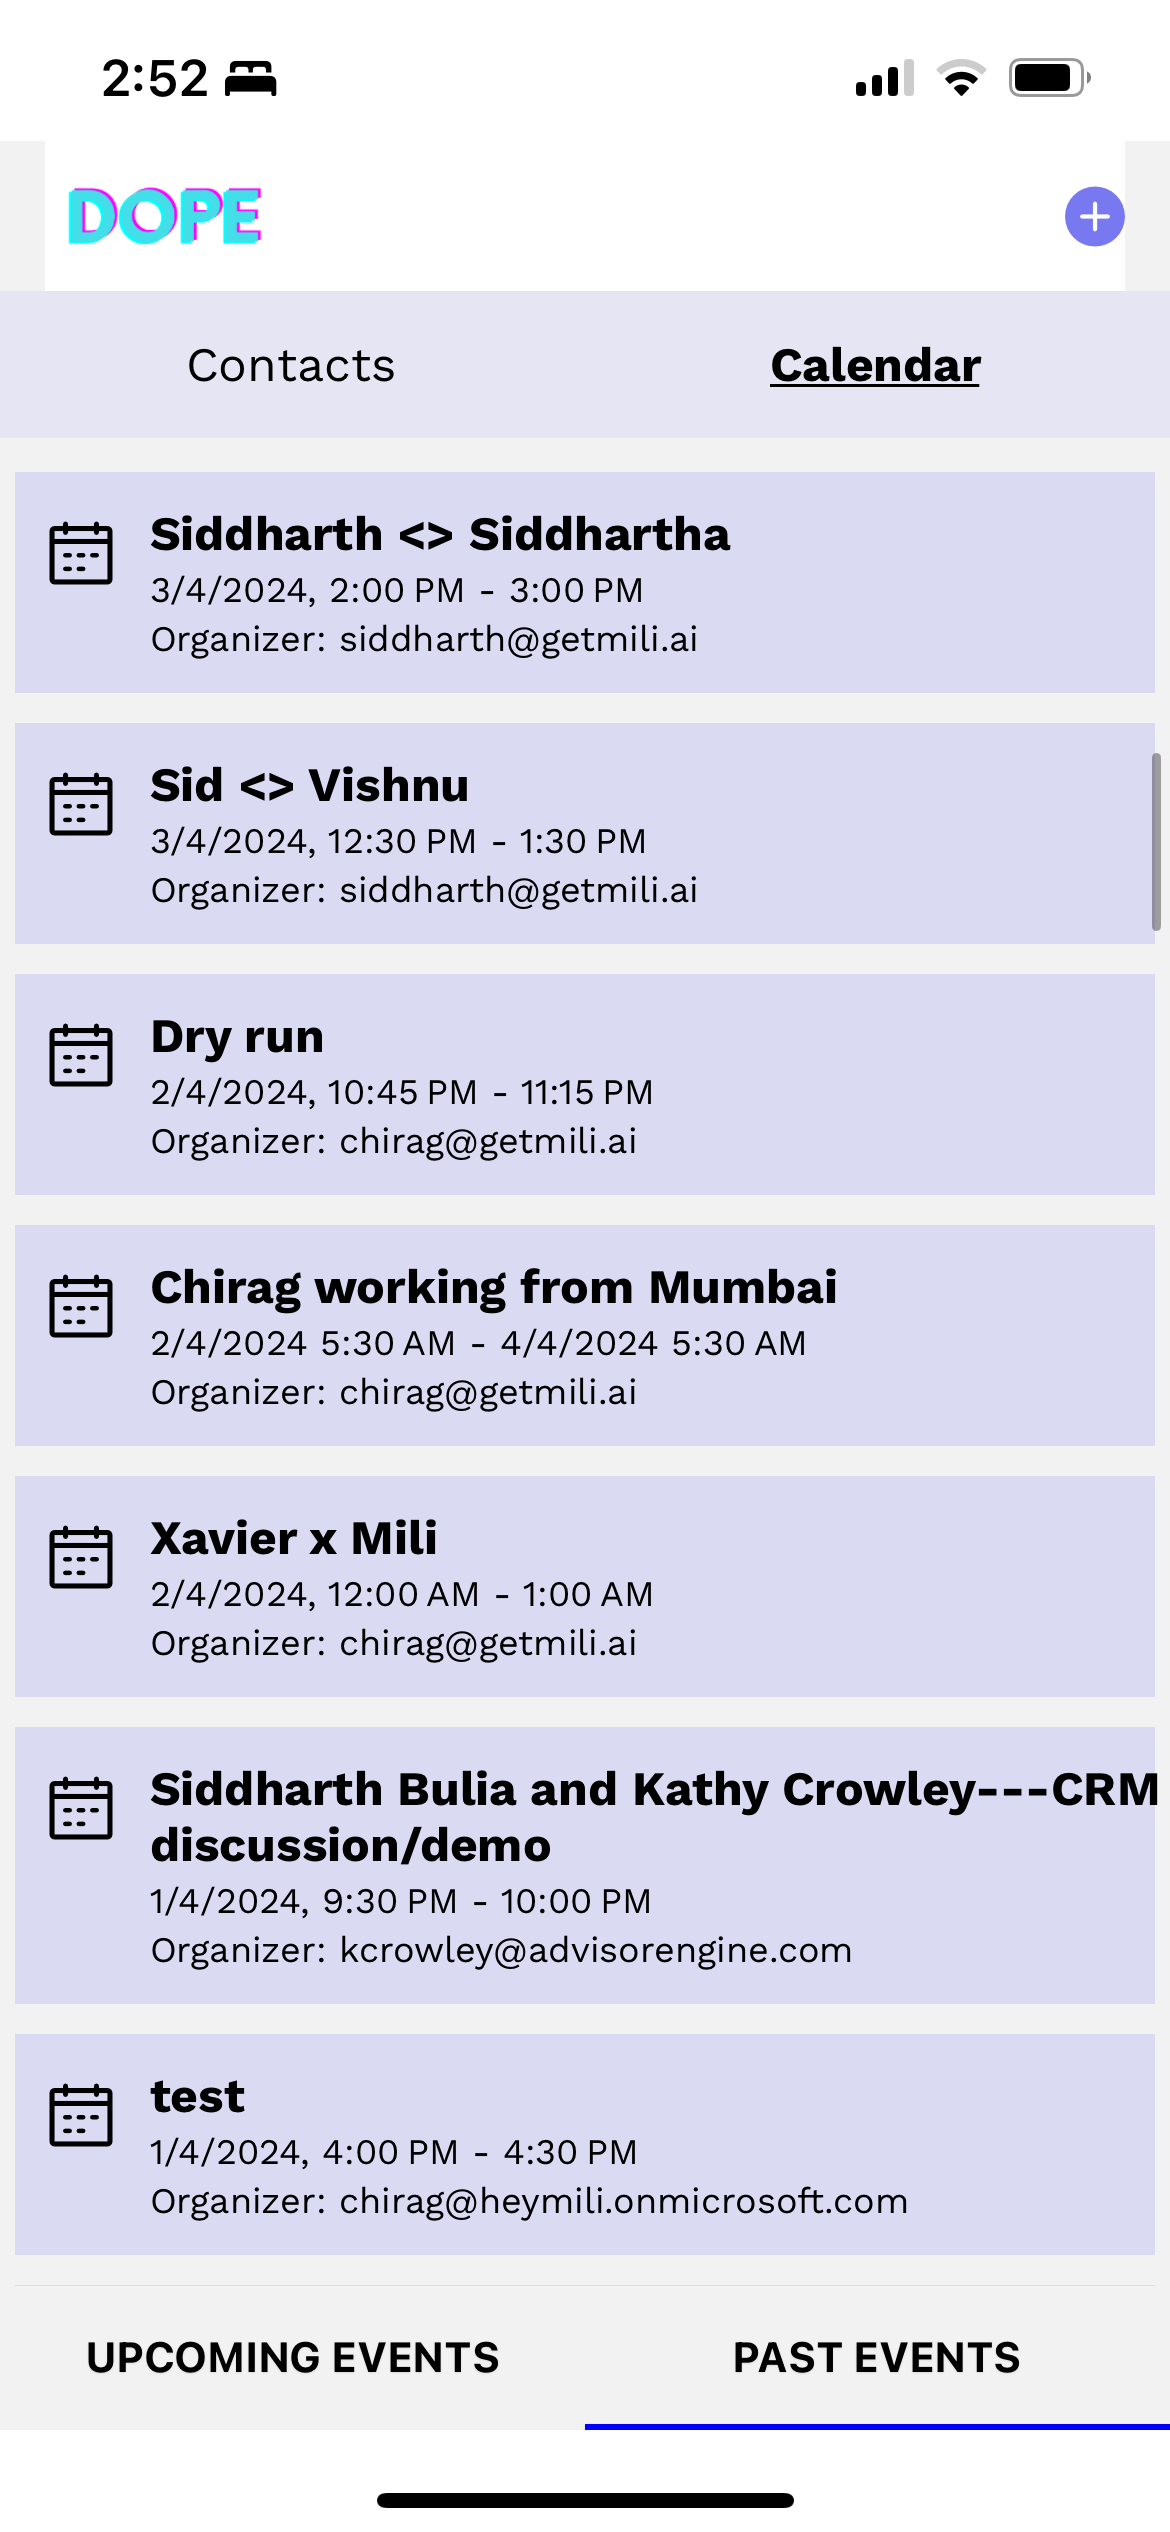 2:52
DOPE
Contacts
Calendar
Siddharth <> Siddhartha
3/4/2024, 2:00 PM - 3:00 PM
Organizer: siddharth@getmili.ai
Sid <> Vishnu
3/4/2024, 12:30 PM - 1:30 PM
Organizer: siddharth@getmili.ai
Dry run
2/4/2024, 10:45 PM - 11:15 PM
Organizer: chirag@getmili.ai
Chirag working from Mumbai
2/4/2024 5:30 AM - 4/4/2024 5:30 AM
Organizer: chirag@getmili.ai
Xavier x Mili
2/4/2024, 12:00 AM - 1:00 AM
Organizer: chirag@getmili.ai
Siddharth Bulia and Kathy Crowley---CRM
discussion/demo
1/4/2024, 9:30 PM - 10:00 PM
Organizer: kcrowley@advisorengine.com
test
1/4/2024, 4:00 PM - 4:30 PM
Organizer: chirag@heymili.onmicrosoft.com
UPCOMING EVENTS
PAST EVENTS